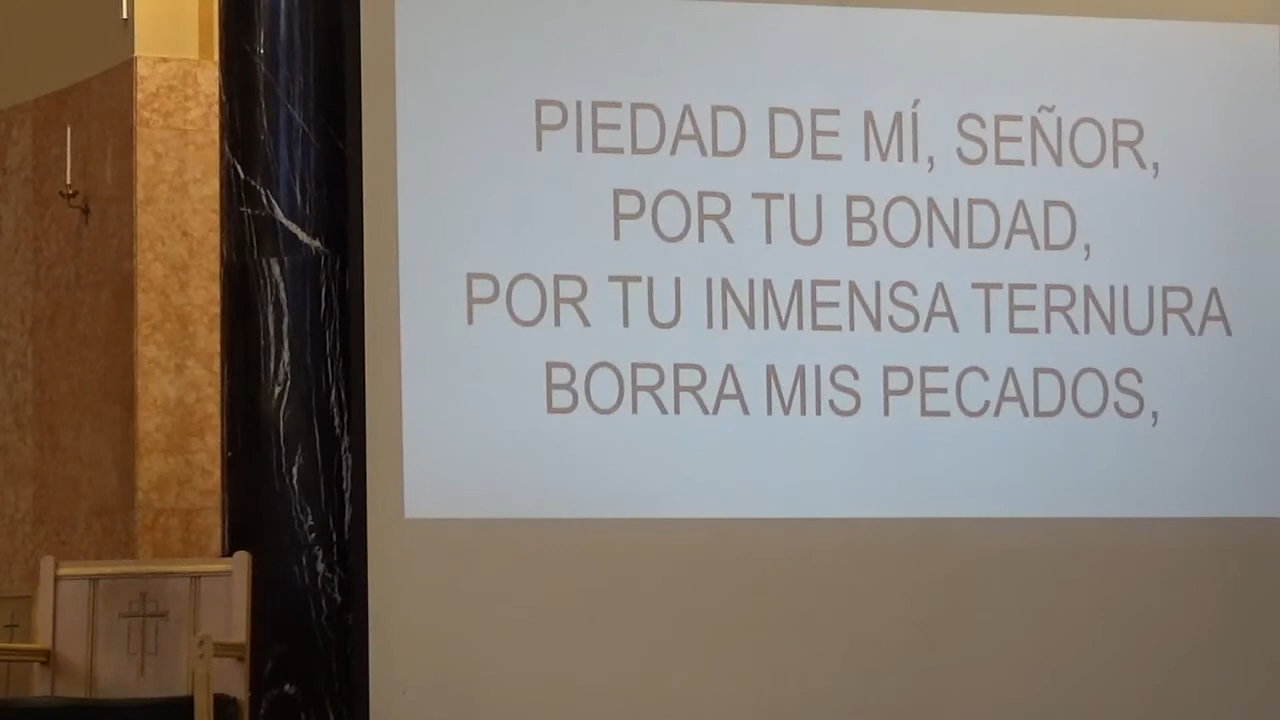 PIEDAD DE MÍ, SEÑOR,
POR TU BONDAD,
POR TU INMENSA TERNURA
BORRA MIS PECADOS,